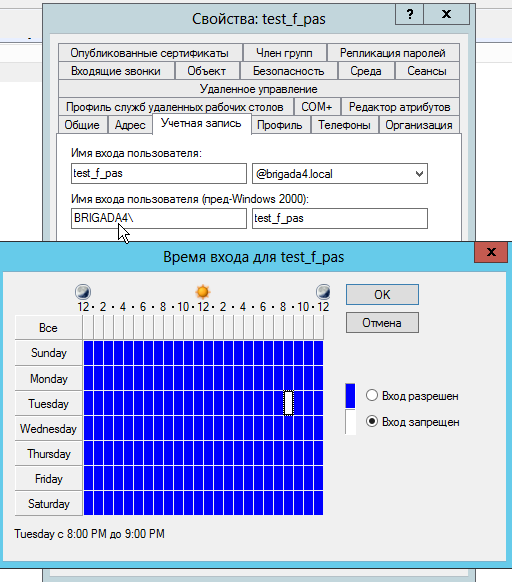 Свойства: test_f_pas
? x
Опубликованные сертификаты Член групп Репликация паролей
Входящие звонки Объект Безопасность Среда Сеансы
Удаленное управление
Профиль служб удаленных рабочих столов COM+ Редактор атрибутов
Общие Адрес Учетная запись Профиль Телефоны Организация
Имя входа пользователя:
test_f_pas @brigada4.local
Имя входа пользователя (пред-Windows 2000):
BRIGADA4\ test_f_pas
Время входа для test_f_pas
x
12 · 2 · 4 · 6 · 8 · 10 · 12 · 2 · 4 · 6 · 8 · 10 · 12
OK
Все
Отмена
Sunday
Monday
Tuesday
Вход разрешен
Wednesday
Вход запрещен
Thursday
Friday
Saturday
Tuesday с 8:00 PM до 9:00 PM